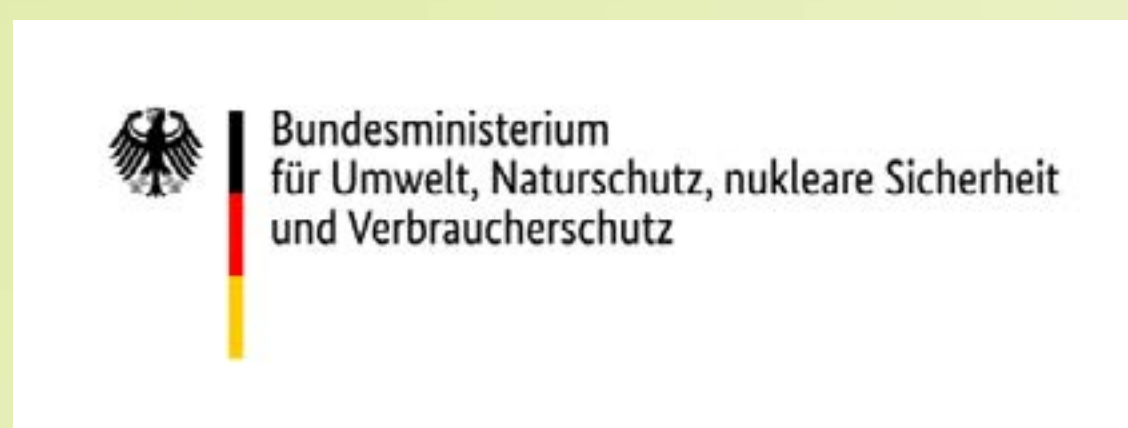 Bundesministerium
für Umwelt, Naturschutz, nukleare Sicherheit
und Verbraucherschutz